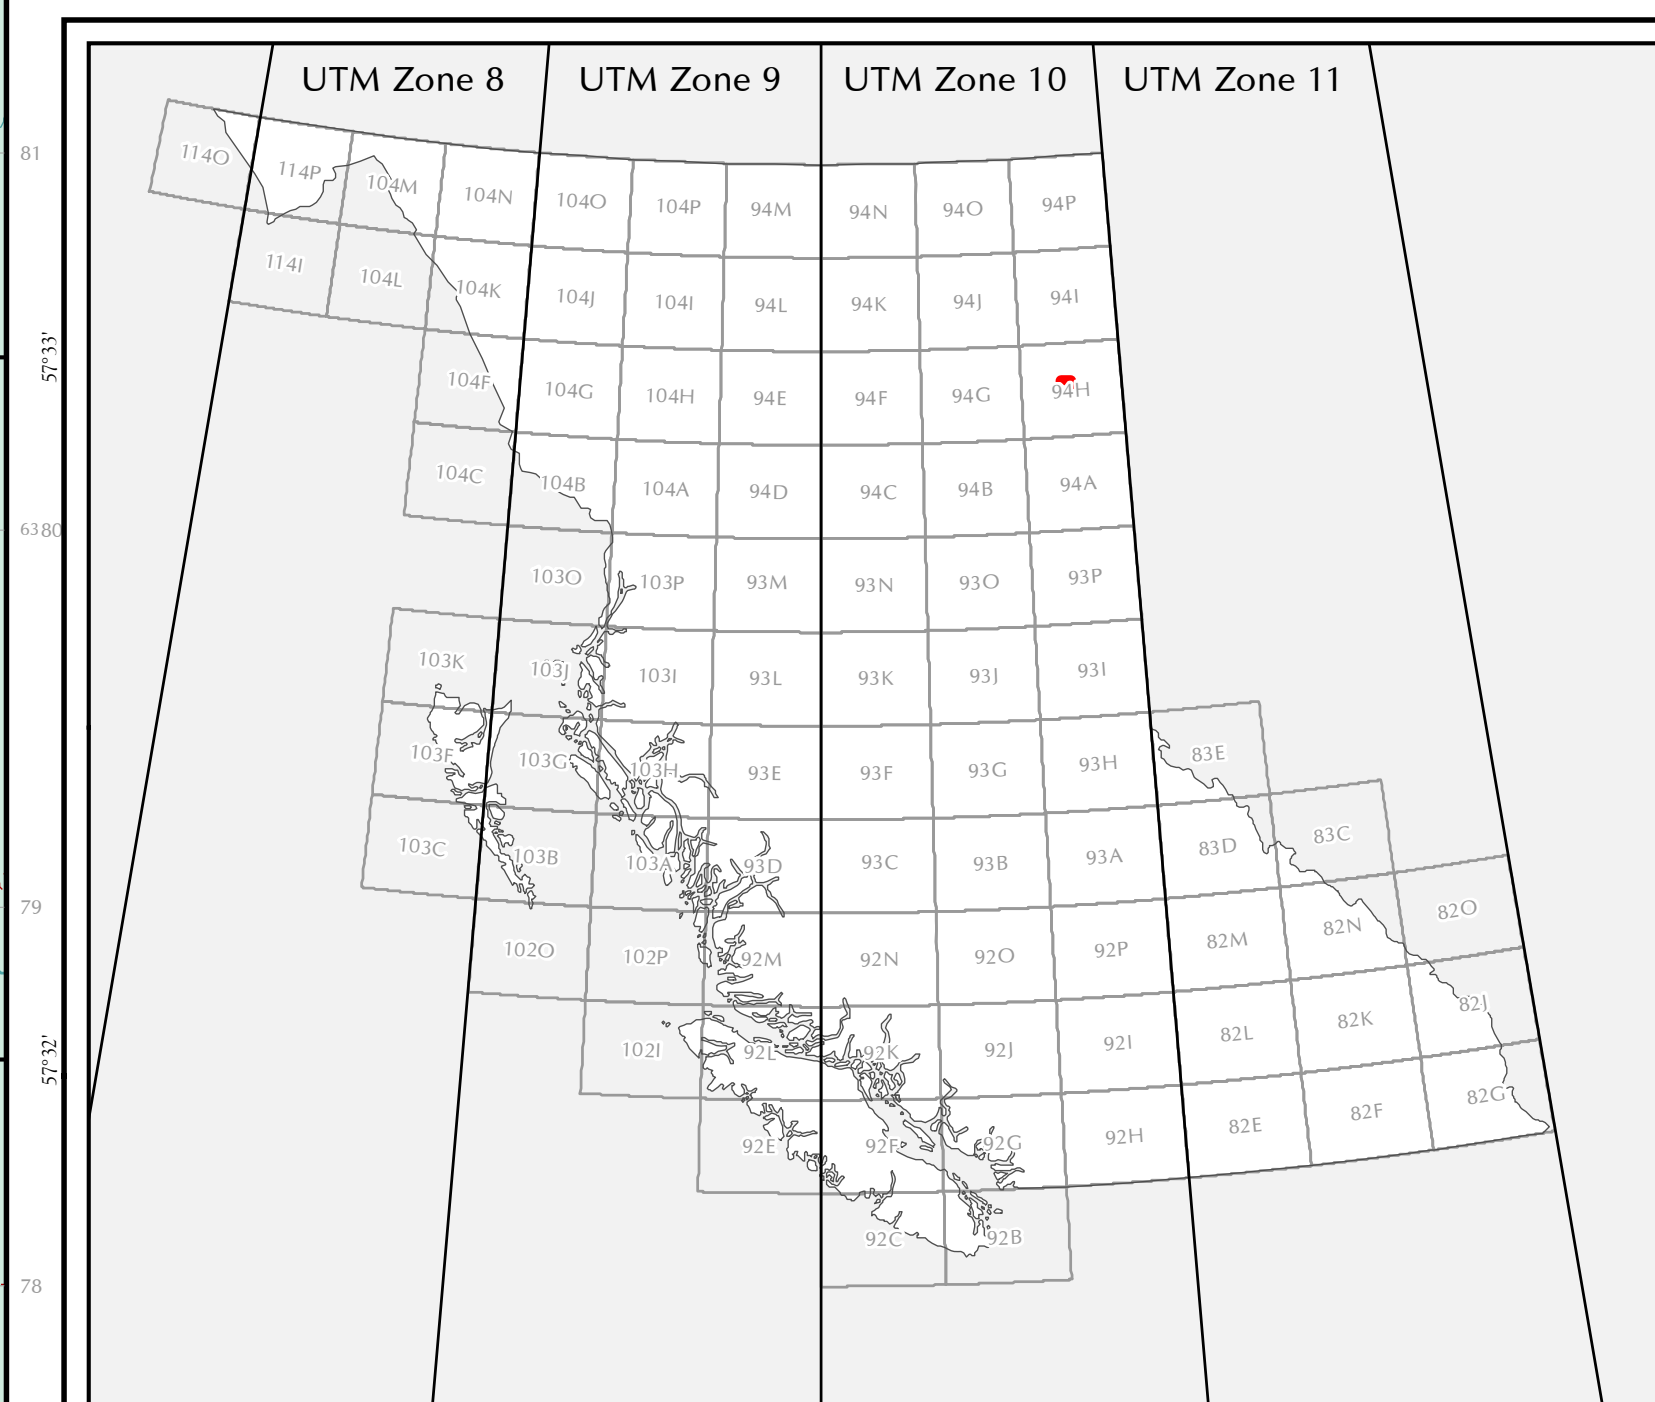 UTM Zone 8 UTM Zone 9 UTM Zone 10 UTM Zone 11
81
114O 114P 104M 104N 104O 104P 94M 94N 94O 94P
114I 104L 104K 104J 104I 94L 94K 94J 94I
57°33'
104F 104G 104H 94E 94F 94G 94H
104C 104B 104A 94D 94C 94B 94A
6380
103O 103P 93M 93N 93O 93P
103K 103J 103I 93L 93K 93J 93I
103F 103G 103H 93E 93F 93G 93H 83E
103C 103B 103A 93D 93C 93B 93A 83D 83C
79
102O 102P 92M 92N 92O 92P 82M 82N 82O
57°32'
102I 92L 92K 92J 92I 82L 82K 82J
92E 92F 92G 92H 82E 82F 82G
92C 92B
78